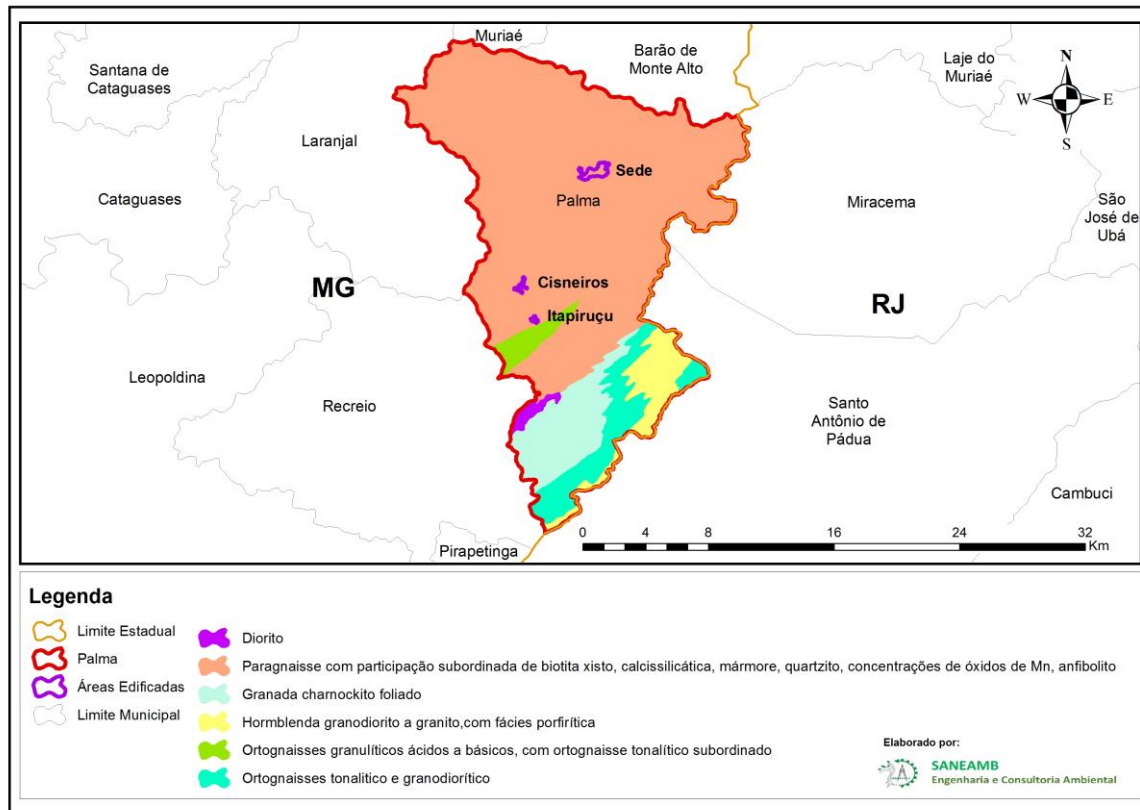 Muriaé
Santana de
Cataguases
Barão de
Monte Alto
Laje do
Muriaé
N
W
E
S
Laranjal
Sede
Palma
Cataguases
Miracema
São
José de
Ubá
MG
Cisneiros
RJ
Itapiruçu
Leopoldina
Recreio
Santo
Antônio de
Pádua
Cambuci
Pirapetinga
0 4 8 16 24 32
Km
Legenda
Limite Estadual
Palma
Áreas Edificadas
Limite Municipal
Diorito
Paragnaisse com participação subordinada de biotita xisto, calcissilicática, mármore, quartzito, concentrações de óxidos de Mn, anfibolito
Granada charnockito foliado
Hormblenda granodiorito a granito,com fácies porfirítica
Ortognaisses granulíticos ácidos a básicos, com ortognaisse tonalítico subordinado
Ortognaisses tonalitico e granodiorítico
Elaborado por:
SANEAMB
Engenharia e Consultoria Ambiental